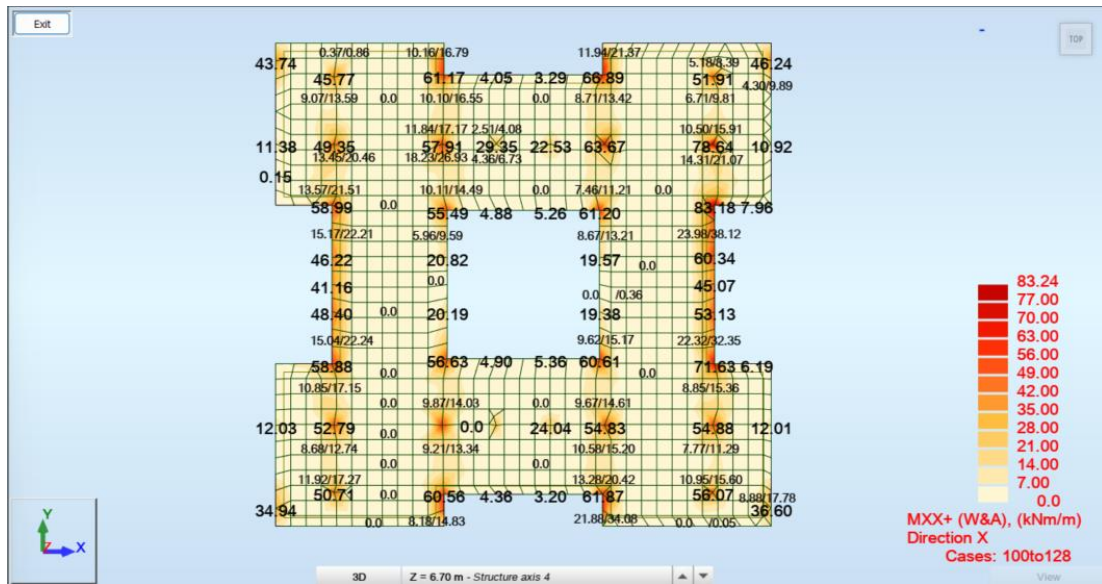 Exit
TOP
0.37/0.86 10.16/16.79 11.94/21.37
43.74 5.18/8.39 46.24
45.77 61.17 4.05 3.29 66.89 51.91
4.30/9.89
9.07/13.59 0.0 10.10/16.55 0.0 8.71/13.42 6.71/9.81
11.84/17.17 2.51/4.08 10.50/15.91
11.38 49.35 57.91 29.35 22.53 63.67 78.64 10.92
13.45/20.46 18.23/26.93 4.36/6.73 14.31/21.07
0.15
13.57/21.51 10.11/14.49 0.0 7.46/11.21 0.0
58.99 0.0 55.49 4.88 5.26 61.20 83.18 7.96
15.17/22.21 5.96/9.59 8.67/13.21 23.98/38.12
46.22 20.82 19.57 0.0 60.34
41.16 0.0 0.0 /0.36 45.07
48.40 0.0 20.19 19.38 53.13
15.04/22.24 9.62/15.17 22.32/32.35
58.88 0.0 56.63 4.90 5.36 60.61 0.0 71.63 6.19
10.85/17.15 8.85/15.36
0.0 9.87/14.03 0.0 9.67/14.61
12.03 52.79 0.0 0.0 24.04 54.83 54.88 12.01
8.68/12.74 9.21/13.34 10.58/15.20 7.77/11.29
0.0 0.0
11.92/17.27 13.28/20.42 10.95/15.60
50.71 0.0 60.56 4.36 3.20 61.87 56.07 8.88/17.78
34.94 36.60
0.0 8.18/14.83 21.88/34.08 0.0 /0.05
83.24
77.00
70.00
63.00
56.00
49.00
42.00
35.00
28.00
21.00
14.00
7.00
0.0
MXX+ (W&A), (kNm/m)
Direction X
Cases: 100to128
Y
Z X
3D Z = 6.70 m - Structure axis 4
View